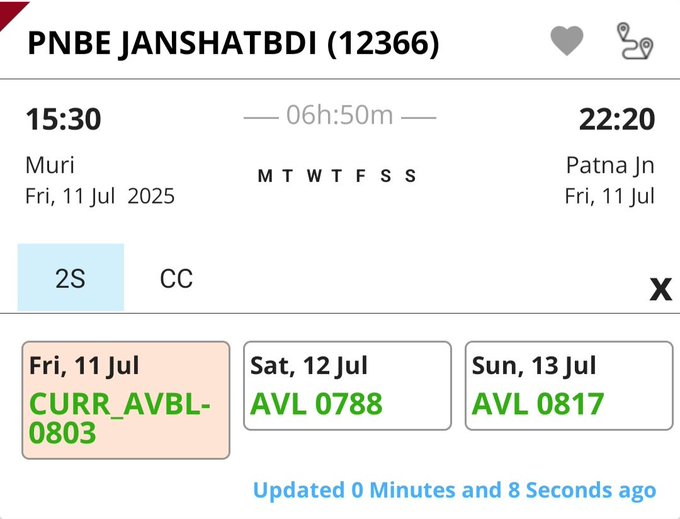 PNBE JANSHATBDI (12366)
15:30 — 06h:50m — 22:20
Muri M T W T F S S Patna Jn
Fri, 11 Jul 2025 Fri, 11 Jul
2S CC X
Fri, 11 Jul
CURR_AVBL-
0803
Sat, 12 Jul
AVL 0788
Sun, 13 Jul
AVL 0817
Updated 0 Minutes and 8 Seconds ago